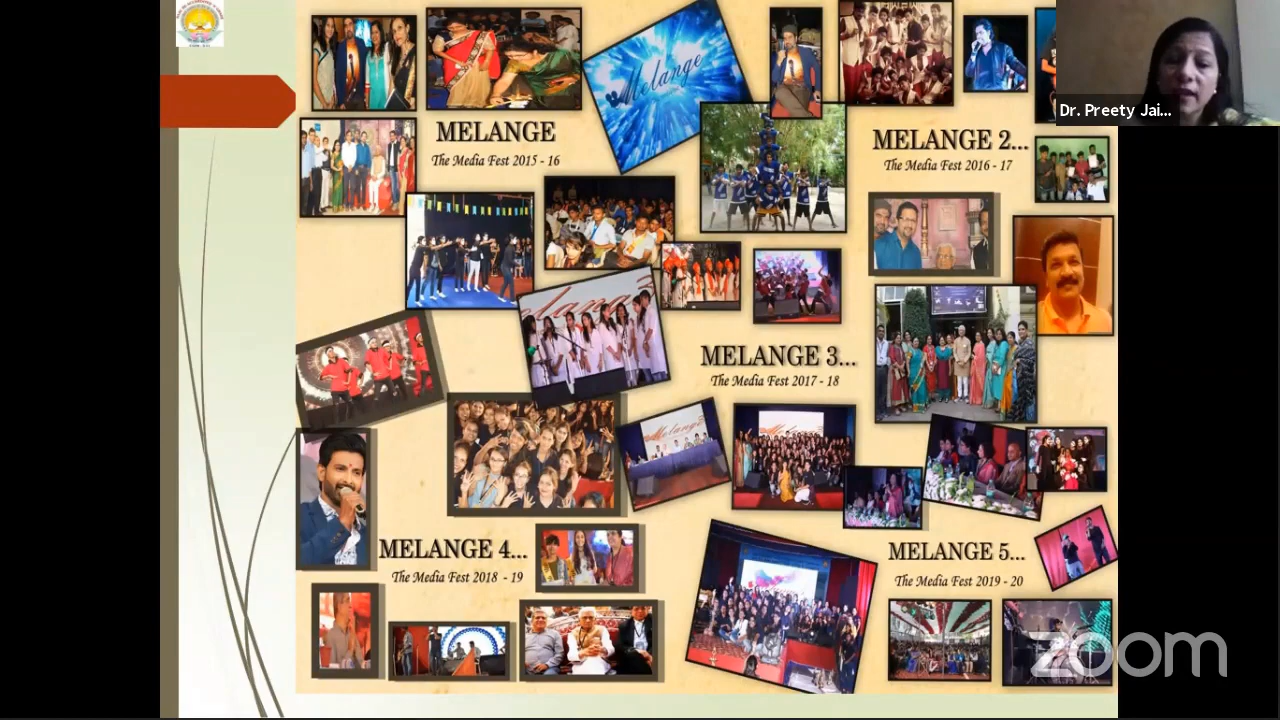 Melange
Dr. Preety Jai...
MELANGE
The Media Fest 2015 - 16
MELANGE 2...
The Media Fest 2016 - 17
MELANGE 3...
The Media Fest 2017 - 18
MELANGE 4...
The Media Fest 2018 - 19
MELANGE 5...
The Media Fest 2019 - 20
zoom